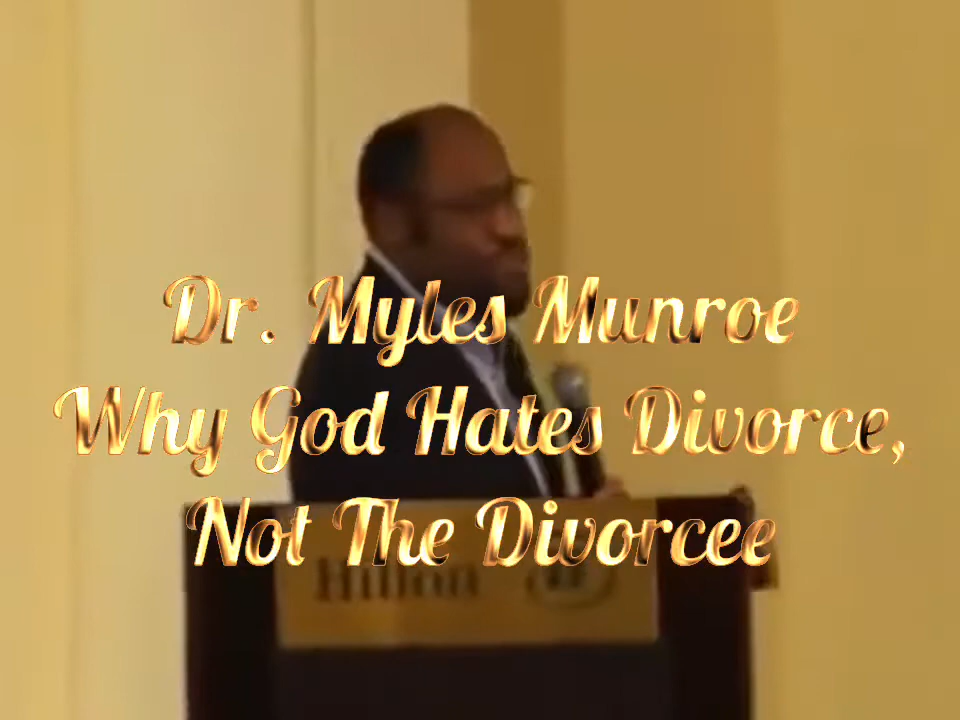 Dr. Myles Munroe
Why God Hates Divorce,
Not The Divorcee
Hilton